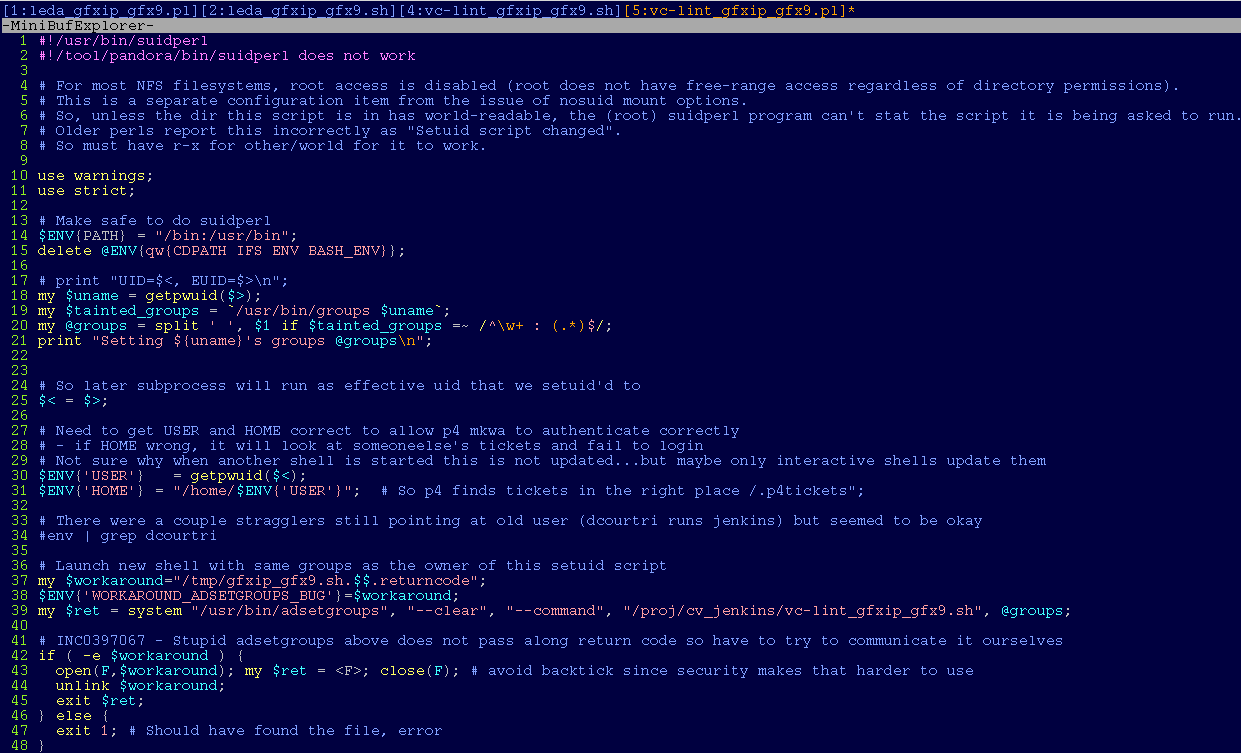 [1:leda_gfxip_gfx9.pl][2:leda_gfxip_gfx9.sh][4:vc-lint_gfxip_gfx9.sh][5:vc-lint_gfxip_gfx9.pl]*
-MiniBufExplorer-
1 #!/usr/bin/suidperl
2 #!/tool/pandora/bin/suidperl does not work
3
4 # For most NFS filesystems, root access is disabled (root does not have free-range access regardless of directory permissions).
5 # This is a separate configuration item from the issue of nosuid mount options.
6 # So, unless the dir this script is in has world-readable, the (root) suidperl program can't stat the script it is being asked to run.
7 # Older perls report this incorrectly as "Setuid script changed".
8 # So must have r-x for other/world for it to work.
9
10 use warnings;
11 use strict;
12
13 # Make safe to do suidperl
14 $ENV{PATH} = "/bin:/usr/bin";
15 delete @ENV{qw{CDPATH IFS ENV BASH_ENV}};
16
17 # print "UID=$<, EUID=$>\n";
18 my $uname = getpwuid($>);
19 my $tainted_groups = `/usr/bin/groups $uname`;
20 my @groups = split ' ', $1 if $tainted_groups =~ /^\w+ : (.*)$/;
21 print "Setting ${uname}'s groups @groups\n";
22
23
24 # So later subprocess will run as effective uid that we setuid'd to
25 $< = $>;
26
27 # Need to get USER and HOME correct to allow p4 mkwa to authenticate correctly
28 # - if HOME wrong, it will look at someoneelse's tickets and fail to login
29 # Not sure why when another shell is started this is not updated...but maybe only interactive shells update them
30 $ENV{'USER'}   = getpwuid($<);
31 $ENV{'HOME'} = "/home/$ENV{'USER'}";  # So p4 finds tickets in the right place /.p4tickets";
32
33 # There were a couple stragglers still pointing at old user (dcourtri runs jenkins) but seemed to be okay
34 #env | grep dcourtri
35
36 # Launch new shell with same groups as the owner of this setuid script
37 my $workaround="/tmp/gfxip_gfx9.sh.$$.returncode";
38 $ENV{'WORKAROUND_ADSETGROUPS_BUG'}=$workaround;
39 my $ret = system "/usr/bin/adsetgroups", "--clear", "--command", "/proj/cv_jenkins/vc-lint_gfxip_gfx9.sh", @groups;
40
41 # INC0397067 - Stupid adsetgroups above does not pass along return code so have to try to communicate it ourselves
42 if ( -e $workaround ) {
43   open(F,$workaround); my $ret = <F>; close(F); # avoid backtick since security makes that harder to use
44   unlink $workaround;
45   exit $ret;
46 } else {
47   exit 1; # Should have found the file, error
48 }